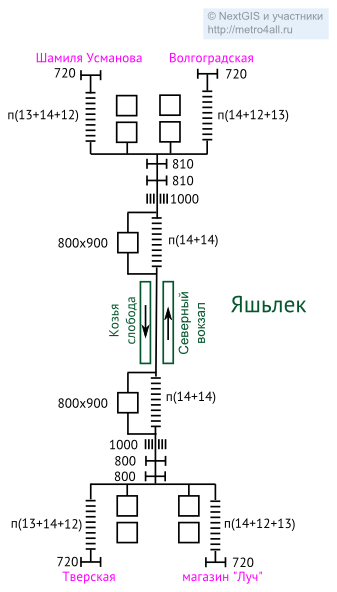 © NextGIS и участники
http://metro4all.ru
Шамиля Усманова
Волгоградская
720
720
п(13+14+12)
п(14+12+13)
810
810
1000
п(14+14)
800x900
Козья
слобода
Северный
вокзал
Яшьлек
п(14+14)
800x900
1000
800
800
п(13+14+12)
п(14+12+13)
720
720
Тверская
магазин "Луч"